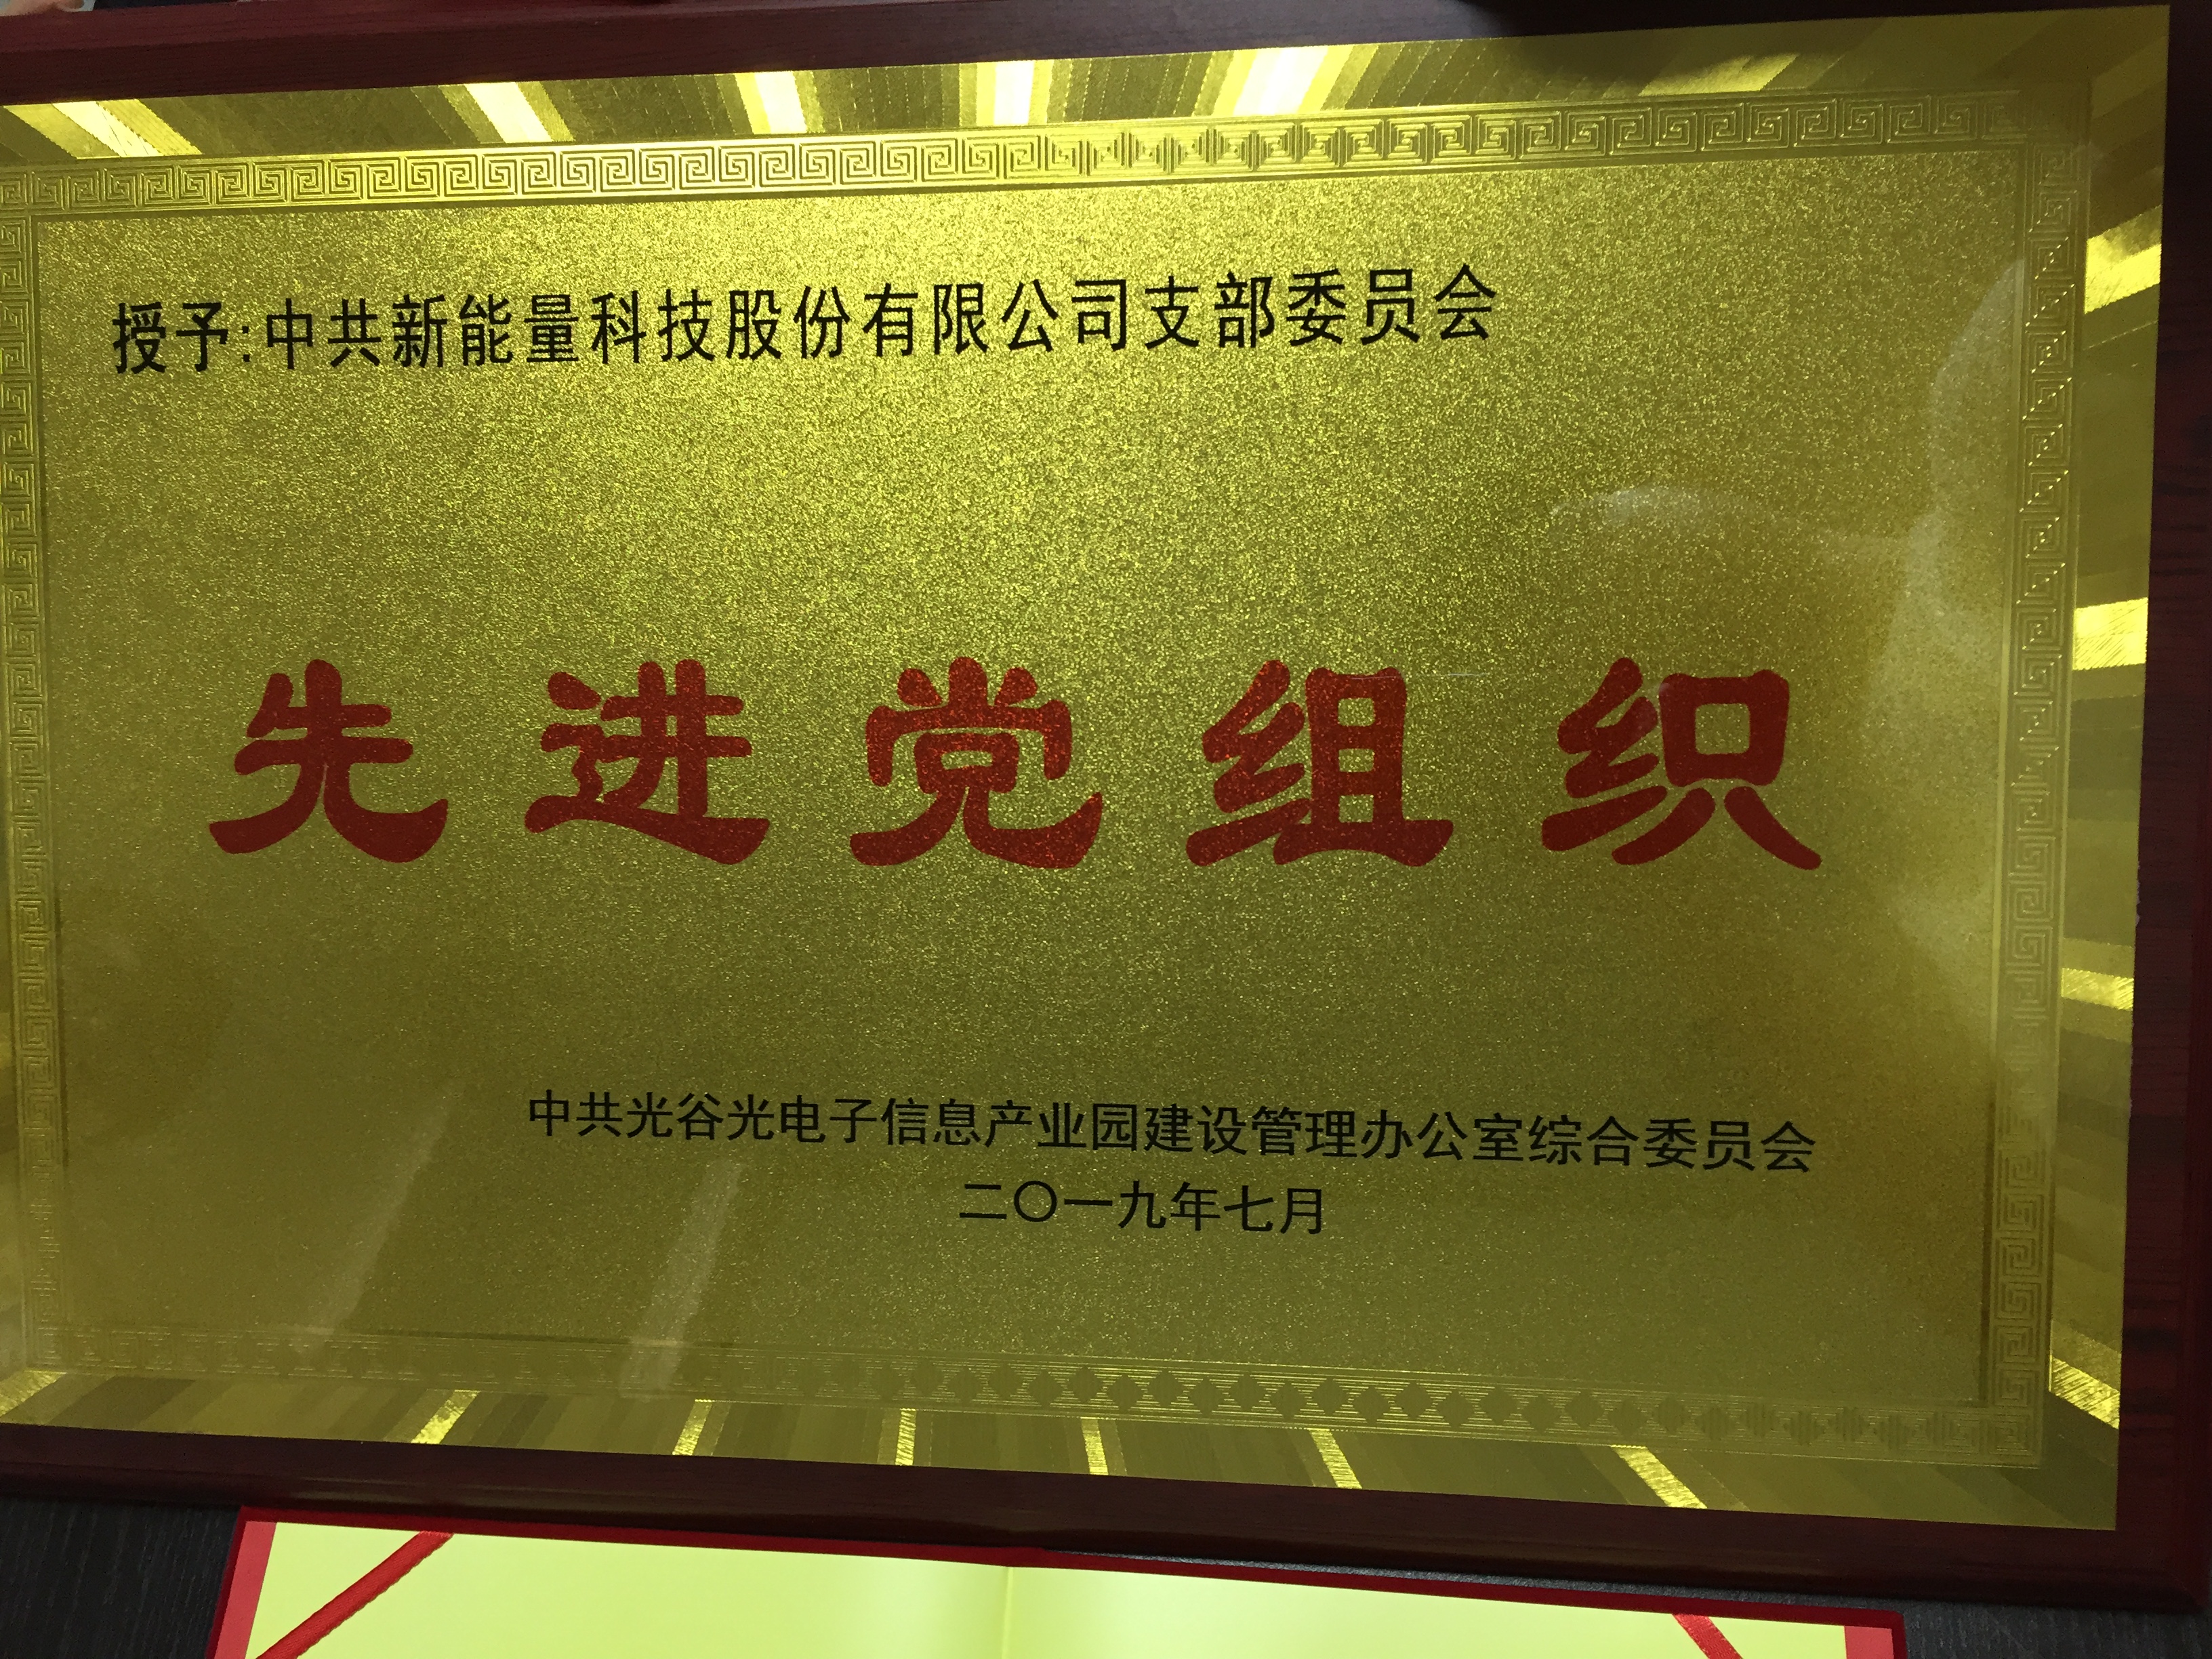 授予:中共新能量科技股份有限公司支部委员会
先进党组织
中共光谷光电子信息产业园建设管理办公室综合委员会
二〇一九年七月